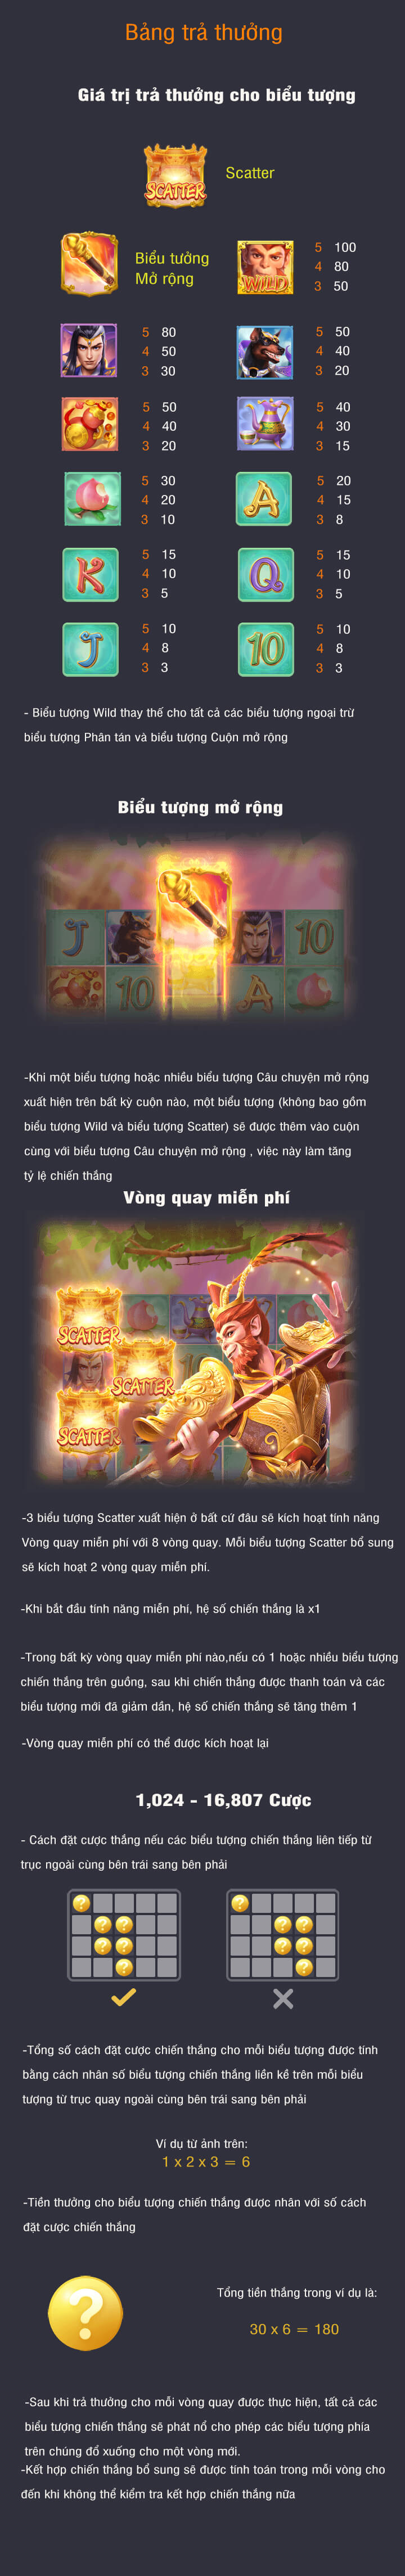 Bảng trả thưởng
Giá trị trả thưởng cho biểu tượng
SCATTER
Scatter
Biểu tưởng
Mở rộng
WILD
5 100
4 80
3 50
5 80
4 50
3 30
5 50
4 40
3 20
5 50
4 40
3 20
5 40
4 30
3 15
5 30
4 20
3 10
A
5 20
4 15
3 8
K
5 15
4 10
3 5
Q
5 15
4 10
3 5
J
5 10
4 8
3 3
10
5 10
4 8
3 3
- Biểu tượng Wild thay thế cho tất cả các biểu tượng ngoại trừ
biểu tượng Phân tán và biểu tượng Cuộn mở rộng
Biểu tượng mở rộng
J
10
10
A
-Khi một biểu tượng hoặc nhiều biểu tượng Câu chuyện mở rộng
xuất hiện trên bất kỳ cuộn nào, một biểu tượng (không bao gồm
biểu tượng Wild và biểu tượng Scatter) sẽ được thêm vào cuộn
cùng với biểu tượng Câu chuyện mở rộng , việc này làm tăng
tỷ lệ chiến thắng
Vòng quay miễn phí
SCATTER
SCATTER
SCATTER
-3 biểu tượng Scatter xuất hiện ở bất cứ đâu sẽ kích hoạt tính năng
Vòng quay miễn phí với 8 vòng quay. Mỗi biểu tượng Scatter bổ sung
sẽ kích hoạt 2 vòng quay miễn phí.
-Khi bắt đầu tính năng miễn phí, hệ số chiến thắng là x1
-Trong bất kỳ vòng quay miễn phí nào,nếu có 1 hoặc nhiều biểu tượng
chiến thắng trên guồng, sau khi chiến thắng được thanh toán và các
biểu tượng mới đã giảm dần, hệ số chiến thắng sẽ tăng thêm 1
-Vòng quay miễn phí có thể được kích hoạt lại
1,024 - 16,807 Cược
- Cách đặt cược thắng nếu các biểu tượng chiến thắng liên tiếp từ
trục ngoài cùng bên trái sang bên phải
-Tổng số cách đặt cược chiến thắng cho mỗi biểu tượng được tính
bằng cách nhân số biểu tượng chiến thắng liền kề trên mỗi biểu
tượng từ trục quay ngoài cùng bên trái sang bên phải
Ví dụ từ ảnh trên:
1 x 2 x 3 = 6
-Tiền thưởng cho biểu tượng chiến thắng được nhân với số cách
đặt cược chiến thắng
?
Tổng tiền thắng trong ví dụ là:
30 x 6 = 180
-Sau khi trả thưởng cho mỗi vòng quay được thực hiện, tất cả các
biểu tượng chiến thắng sẽ phát nổ cho phép các biểu tượng phía
trên chúng đổ xuống cho một vòng mới.
-Kết hợp chiến thắng bổ sung sẽ được tính toán trong mỗi vòng cho
đến khi không thể kiểm tra kết hợp chiến thắng nữa